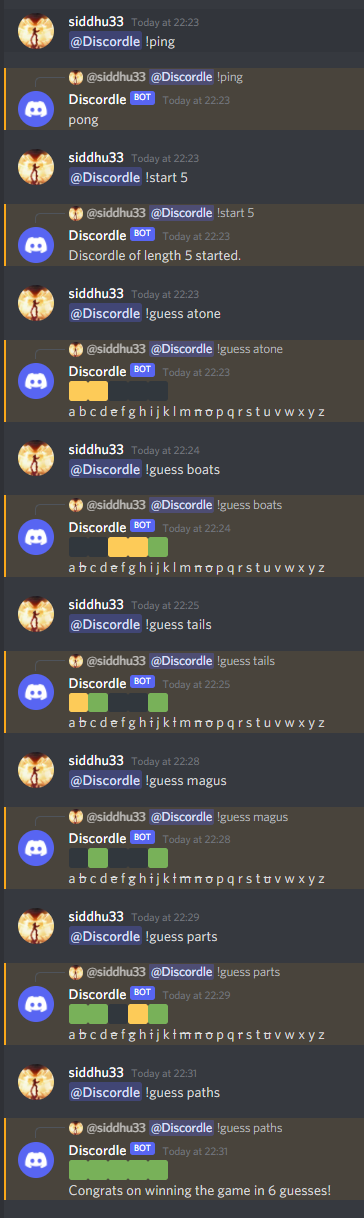 siddhu33 Today at 22:23
@Discordle !ping
@siddhu33 @Discordle !ping
Discordle BOT Today at 22:23
pong
siddhu33 Today at 22:23
@Discordle !start 5
@siddhu33 @Discordle !start 5
Discordle BOT Today at 22:23
Discordle of length 5 started.
siddhu33 Today at 22:23
@Discordle !guess atone
@siddhu33 @Discordle !guess atone
Discordle BOT Today at 22:23
a b c d e f g h i j k l m n o p q r s t u v w x y z
siddhu33 Today at 22:24
@Discordle !guess boats
@siddhu33 @Discordle !guess boats
Discordle BOT Today at 22:24
a b c d e f g h i j k l m n o p q r s t u v w x y z
siddhu33 Today at 22:25
@Discordle !guess tails
@siddhu33 @Discordle !guess tails
Discordle BOT Today at 22:25
a b c d e f g h i j k l m n o p q r s t u v w x y z
siddhu33 Today at 22:28
@Discordle !guess magus
@siddhu33 @Discordle !guess magus
Discordle BOT Today at 22:28
a b c d e f g h i j k l m n o p q r s t u v w x y z
siddhu33 Today at 22:29
@Discordle !guess parts
@siddhu33 @Discordle !guess parts
Discordle BOT Today at 22:29
a b c d e f g h i j k l m n o p q r s t u v w x y z
siddhu33 Today at 22:31
@Discordle !guess paths
@siddhu33 @Discordle !guess paths
Discordle BOT Today at 22:31
Congrats on winning the game in 6 guesses!